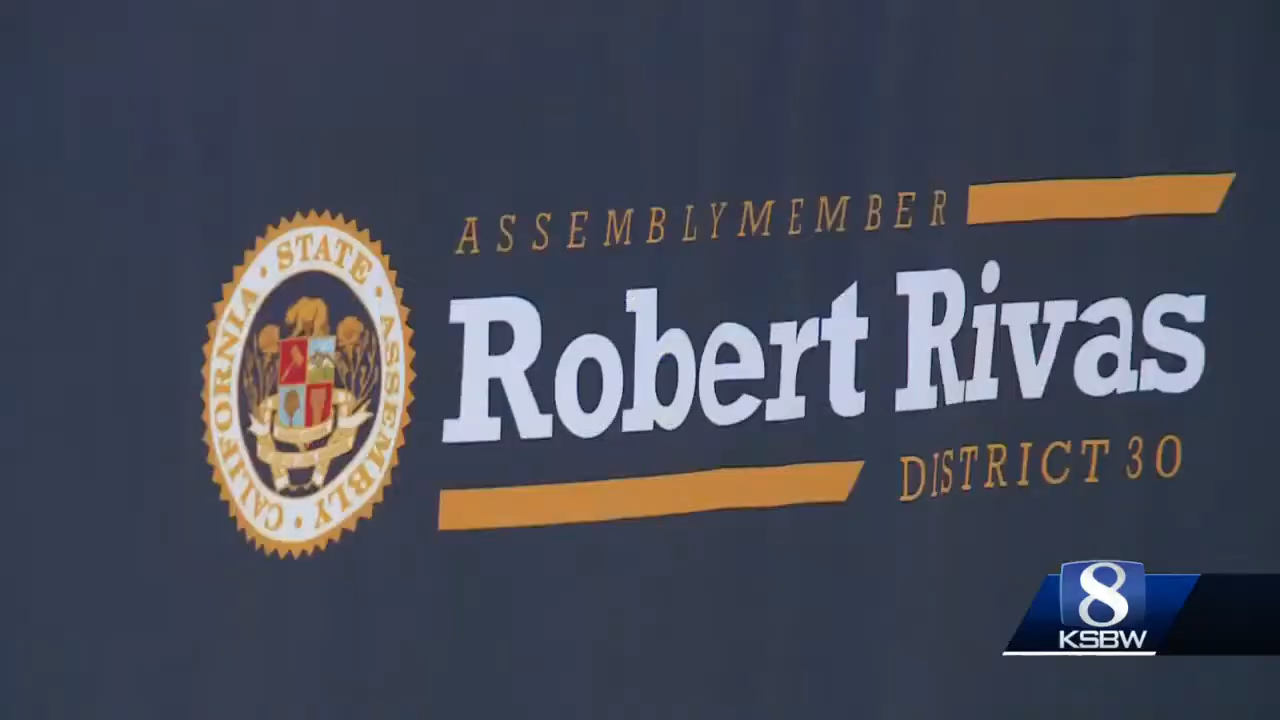 CALIFORNIA STATE ASSEMBLY
ASSEMBLYMEMBER
Robert Rivas
DISTRICT 30
8
KSBW